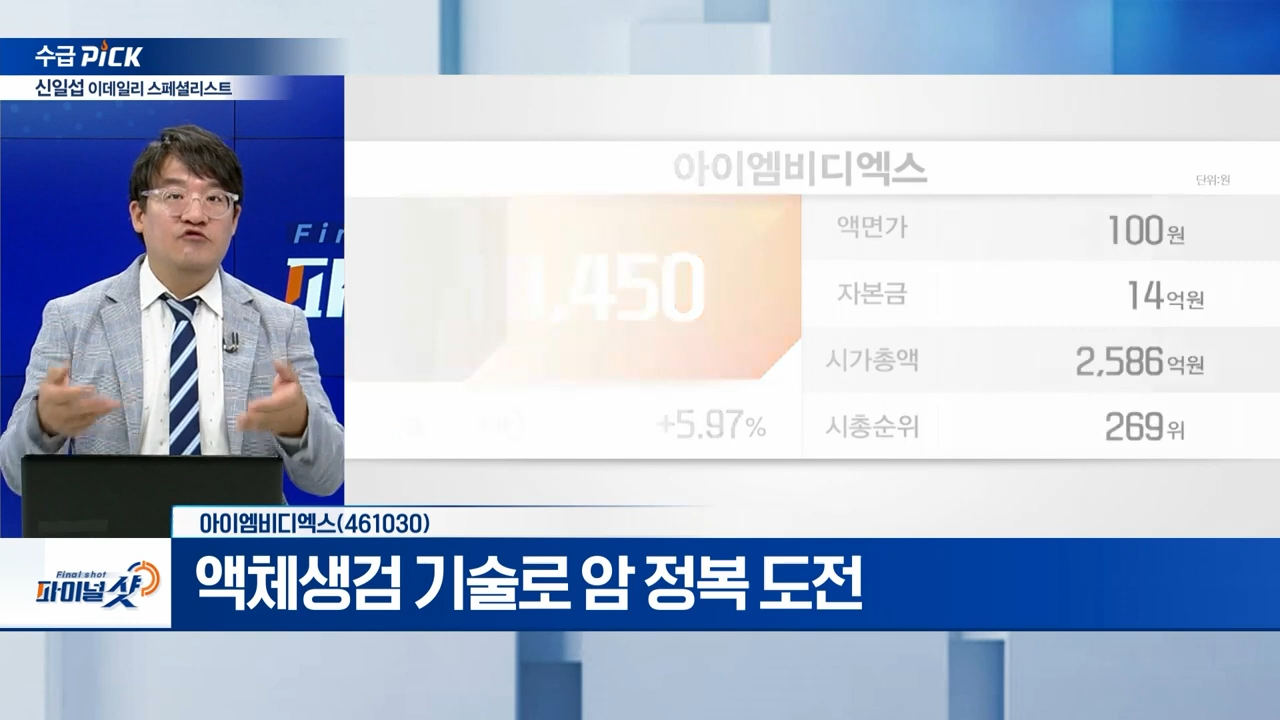 수급 PiCK
신일섭 이데일리 스페셜리스트
아이엠비디엑스
단위:원
액면가 100원
자본금 14억원
시가총액 2,586억원
+5.97% 시총순위 269위
아이엠비디엑스(461030)
Final shot
파이널샷
액체생검 기술로 암 정복 도전